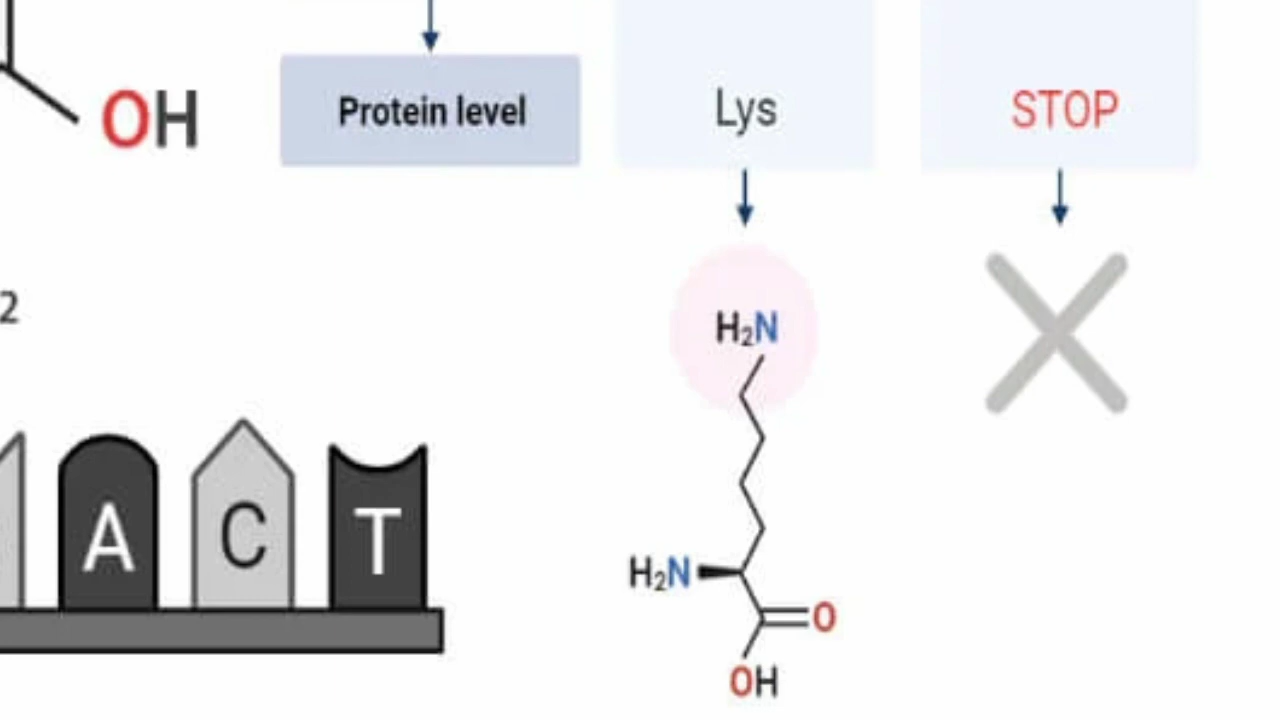 OH
Protein level
Lys
STOP
2
H₂N
A
C
T
H₂N
O
OH